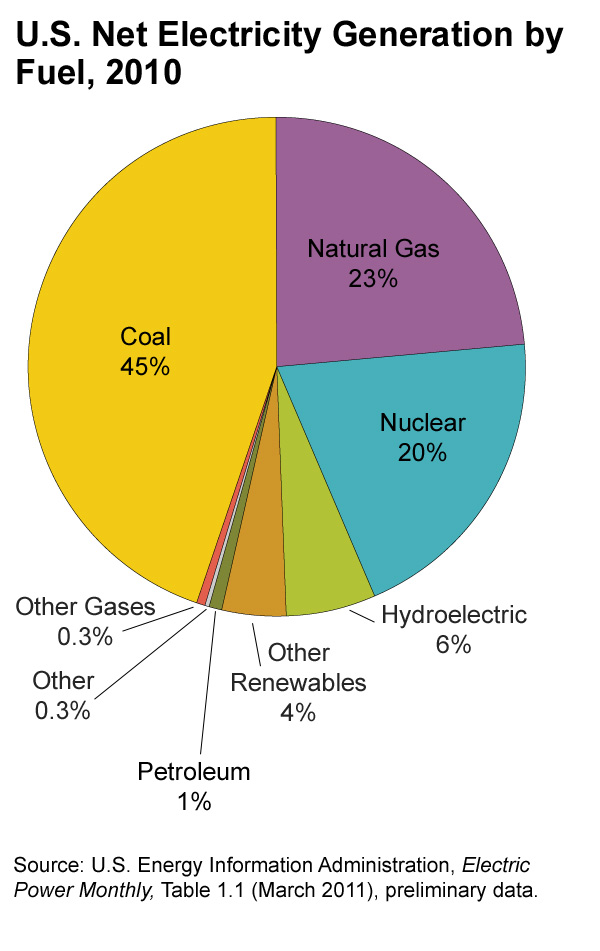 U.S. Net Electricity Generation by
Fuel, 2010
Natural Gas
23%
Coal
45%
Nuclear
20%
Other Gases
0.3%
Hydroelectric
6%
Other
Renewables
4%
Other
0.3%
Petroleum
1%
Source: U.S. Energy Information Administration, Electric
Power Monthly, Table 1.1 (March 2011), preliminary data.